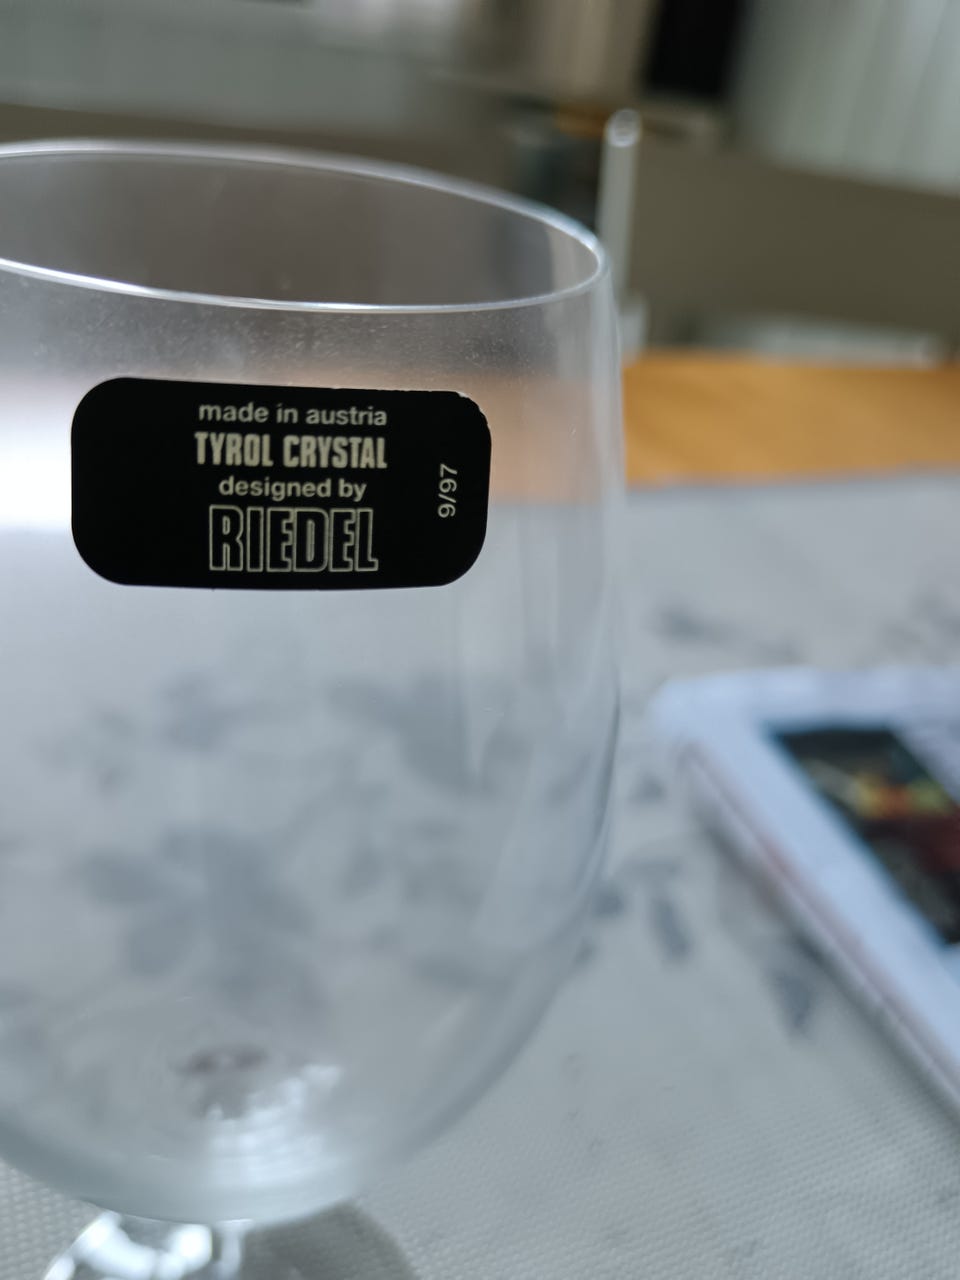 made in austria
TYROL CRYSTAL
designed by
RIEDEL
9/97